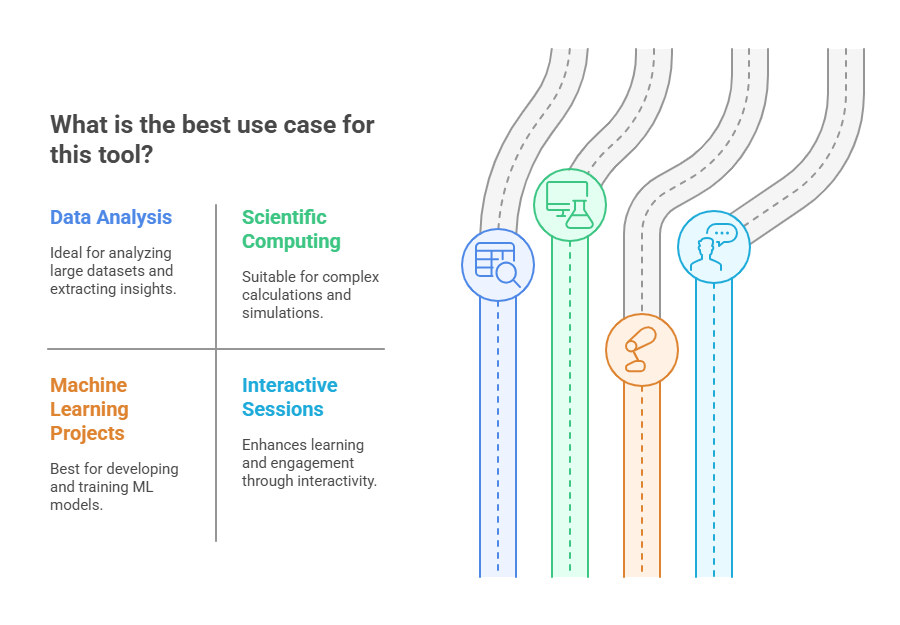 What is the best use case for
this tool?
Data Analysis
Ideal for analyzing
large datasets and
extracting insights.
Scientific
Computing
Suitable for complex
calculations and
simulations.
Machine
Learning
Projects
Best for developing
and training ML
models.
Interactive
Sessions
Enhances learning
and engagement
through interactivity.